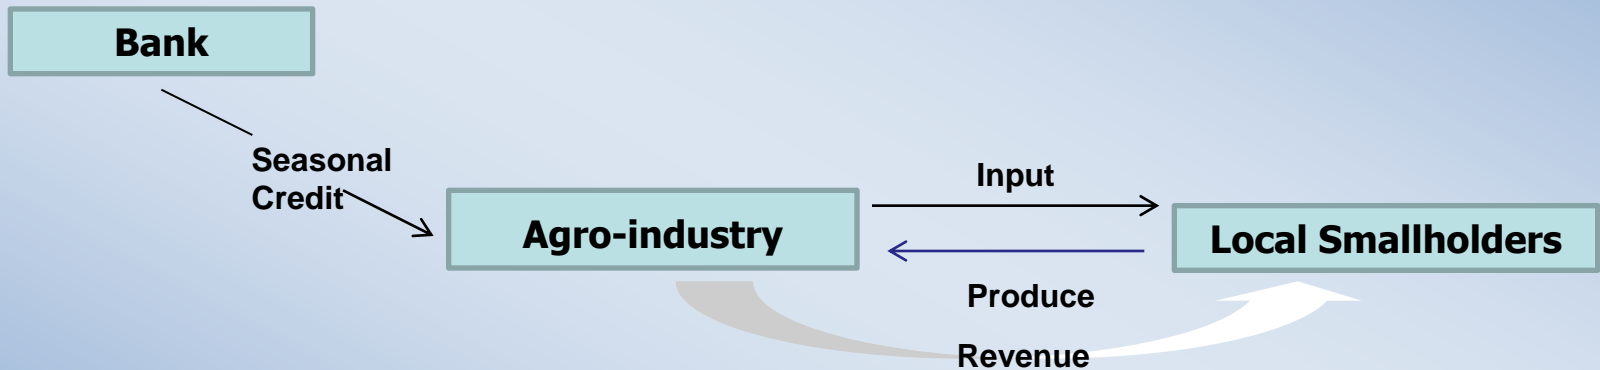 Bank
Seasonal
Credit
Input
Agro-industry
Local Smallholders
Produce
Revenue